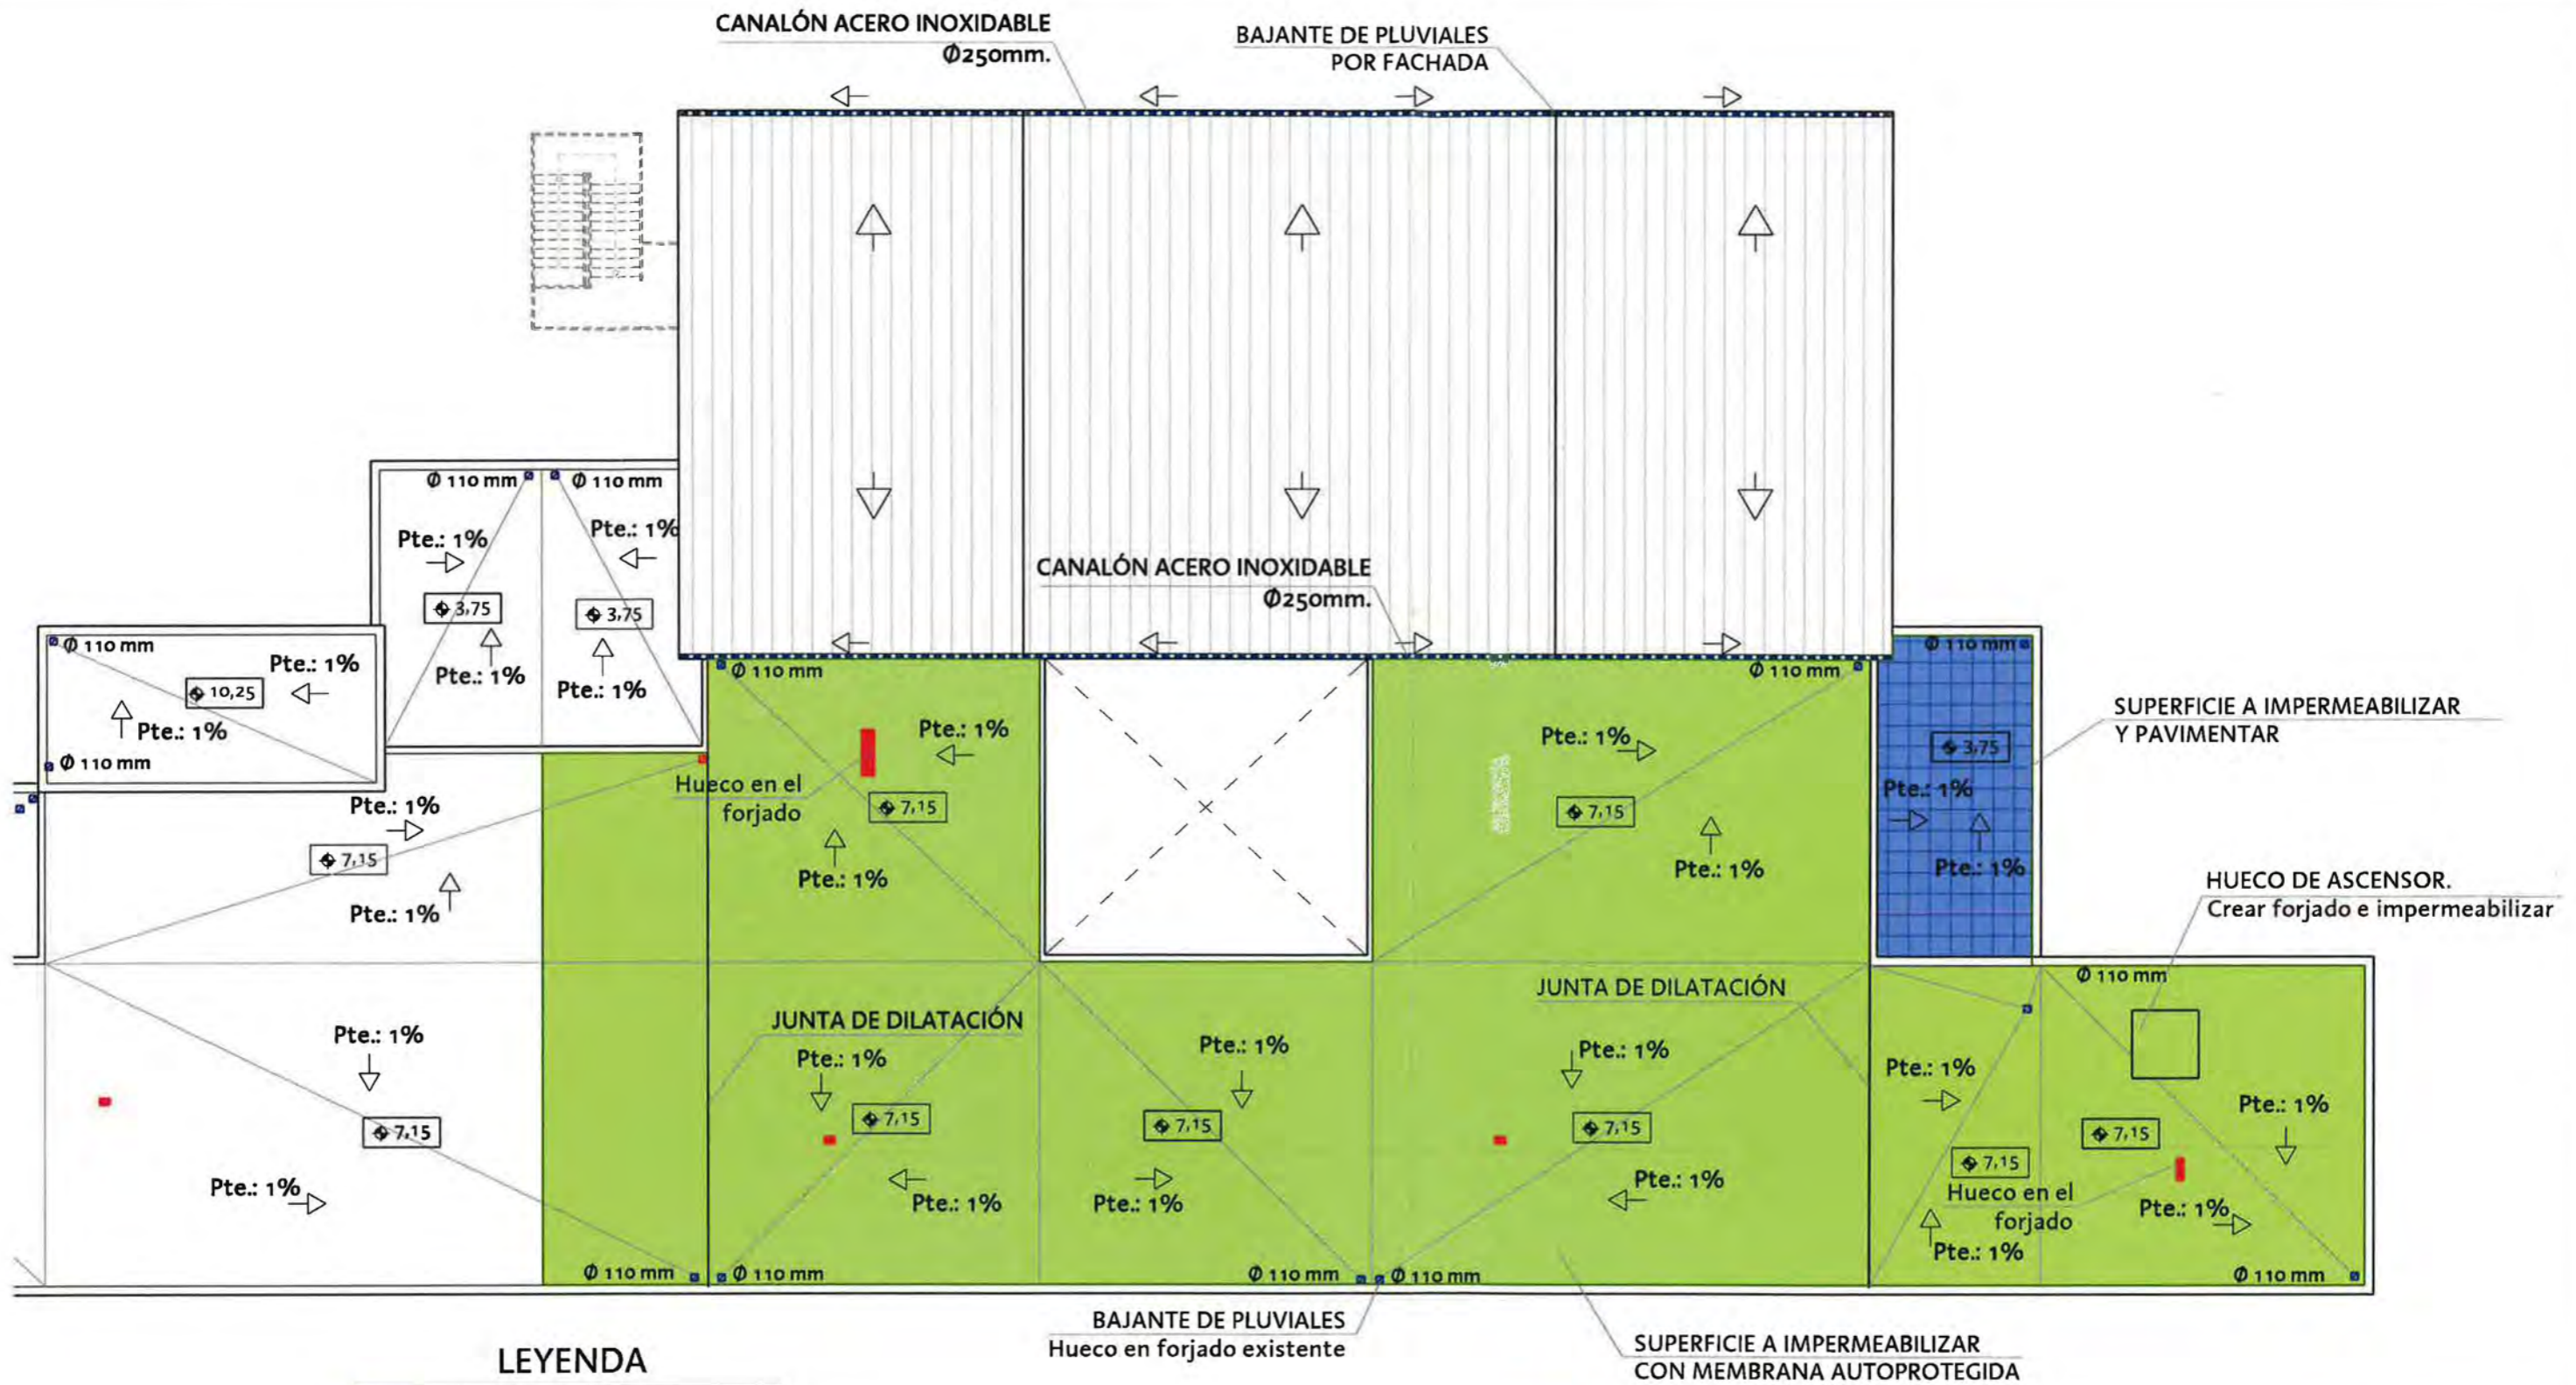 CANALÓN ACERO INOXIDABLE
Ø250mm.
BAJANTE DE PLUVIALES
POR FACHADA
Ø 110 mm
Ø 110 mm
Pte.: 1%
Pte.: 1%
3,75
3,75
Pte.: 1%
Pte.: 1%
CANALÓN ACERO INOXIDABLE
Ø250mm.
Ø 110 mm
Pte.: 1%
10,25
Pte.: 1%
Ø 110 mm
Ø 110 mm
Ø 110 mm
Ø 110 mm
Pte.: 1%
Hueco en el
forjado
7,15
Pte.: 1%
Pte.: 1%
7,15
Pte.: 1%
3,75
Pte.: 1%
Pte.: 1%
SUPERFICIE A IMPERMEABILIZAR
Y PAVIMENTAR
Pte.: 1%
7,15
Pte.: 1%
HUECO DE ASCENSOR.
Crear forjado e impermeabilizar
Ø 110 mm
JUNTA DE DILATACIÓN
JUNTA DE DILATACIÓN
Pte.: 1%
7,15
Pte.: 1%
Pte.: 1%
7,15
Pte.: 1%
Pte.: 1%
7,15
Pte.: 1%
Pte.: 1%
7,15
Pte.: 1%
Pte.: 1%
7,15
Hueco en el
forjado
Pte.: 1%
7,15
Pte.: 1%
Pte.: 1%
Ø 110 mm
Ø 110 mm
Ø 110 mm
Ø 110 mm
Ø 110 mm
BAJANTE DE PLUVIALES
Hueco en forjado existente
SUPERFICIE A IMPERMEABILIZAR
CON MEMBRANA AUTOPROTEGIDA
LEYENDA